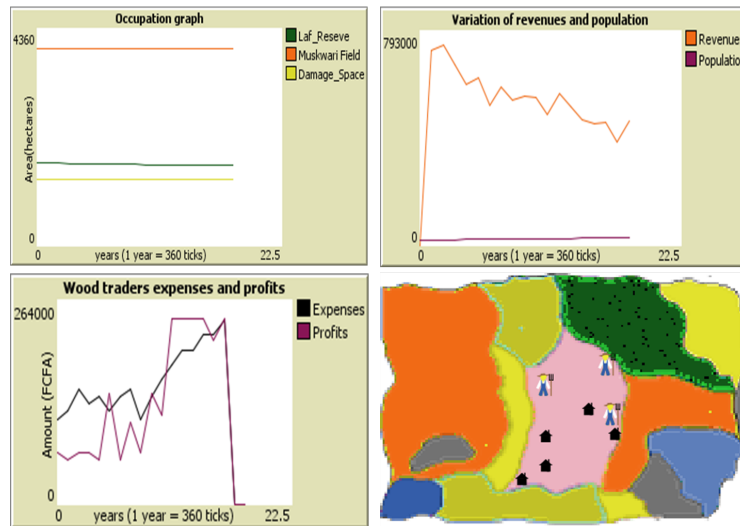 Occupation graph
4360
Area(hectares)
0
0
years (1 year = 360 ticks)
22.5
Laf_Reseve
Muskwari Field
Damage_Space
Variation of revenues and population
793000
0
0
years (1 year = 360 ticks)
22.5
Revenue
Populatio
Wood traders expenses and profits
264000
Amount (FCFA)
0
0
years (1 year = 360 ticks)
22.5
Expenses
Profits